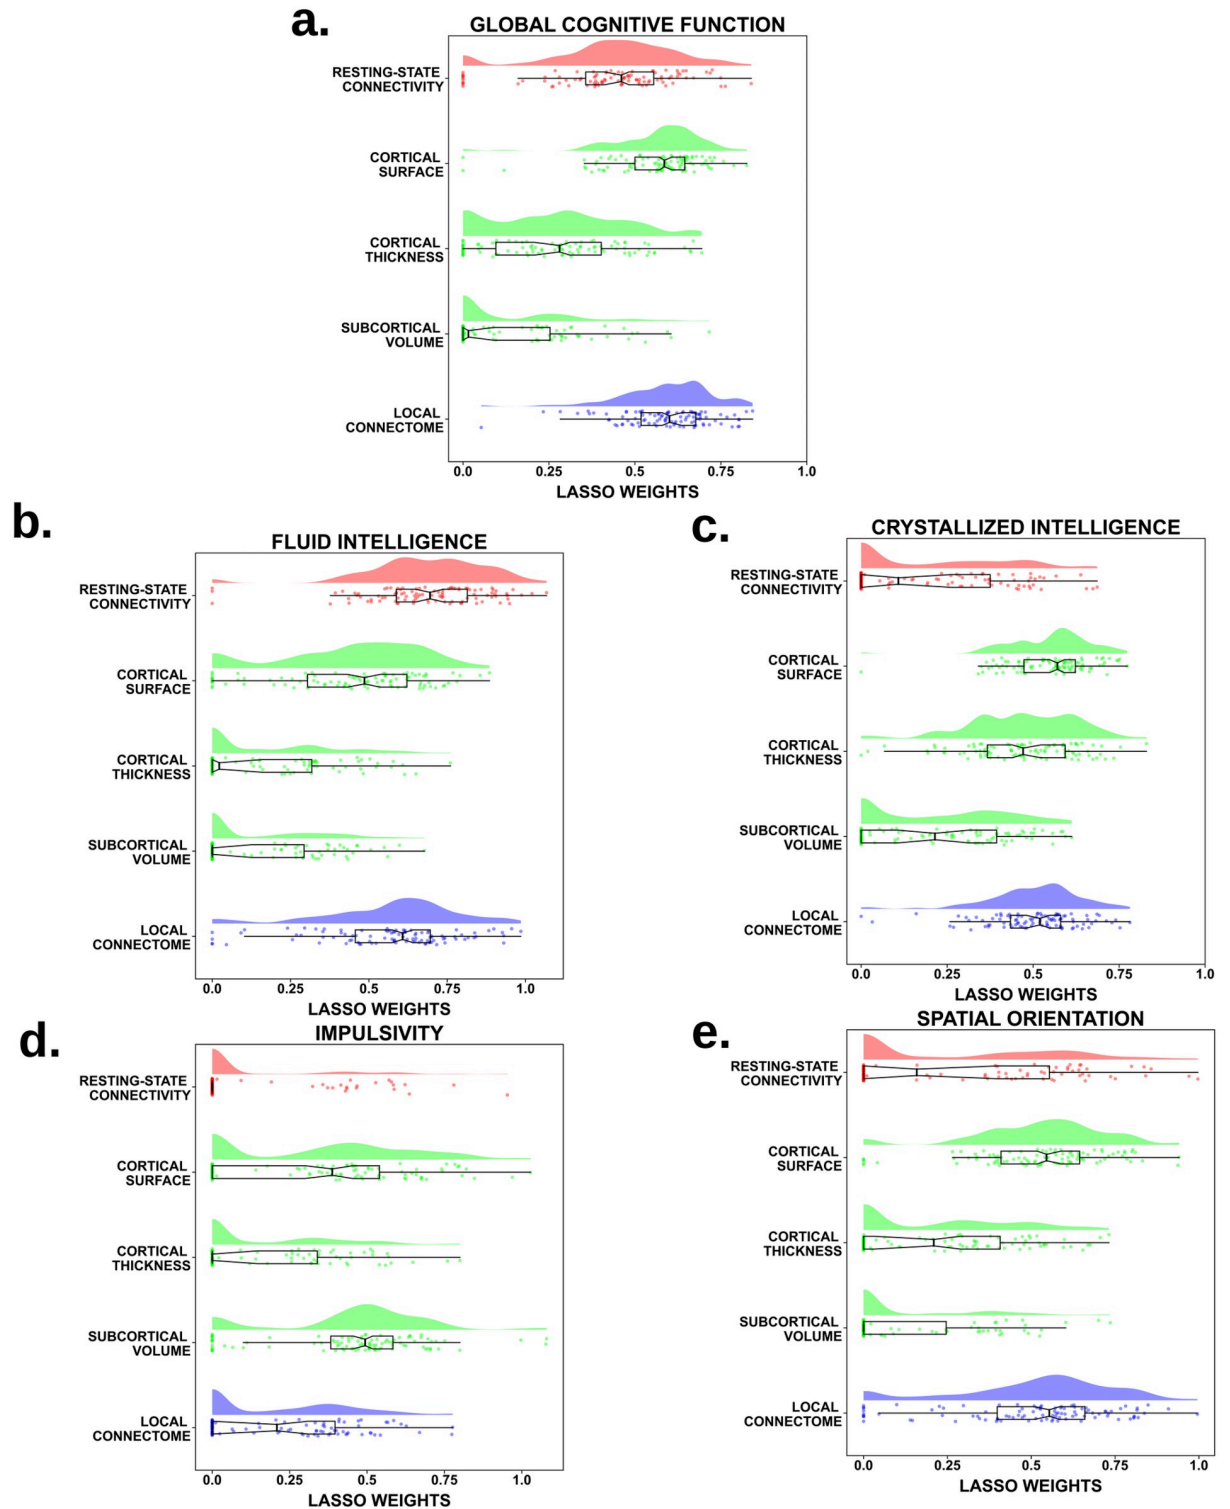 a.
GLOBAL COGNITIVE FUNCTION
RESTING-STATE
CONNECTIVITY
CORTICAL
SURFACE
CORTICAL
THICKNESS
SUBCORTICAL
VOLUME
LOCAL
CONNECTOME
0.0 0.25 0.5 0.75 1.0
LASSO WEIGHTS
b.
FLUID INTELLIGENCE
RESTING-STATE
CONNECTIVITY
CORTICAL
SURFACE
CORTICAL
THICKNESS
SUBCORTICAL
VOLUME
LOCAL
CONNECTOME
0.0 0.25 0.5 0.75 1.0
LASSO WEIGHTS
c.
CRYSTALLIZED INTELLIGENCE
RESTING-STATE
CONNECTIVITY
CORTICAL
SURFACE
CORTICAL
THICKNESS
SUBCORTICAL
VOLUME
LOCAL
CONNECTOME
0.0 0.25 0.5 0.75 1.0
LASSO WEIGHTS
d.
IMPULSIVITY
RESTING-STATE
CONNECTIVITY
CORTICAL
SURFACE
CORTICAL
THICKNESS
SUBCORTICAL
VOLUME
LOCAL
CONNECTOME
0.0 0.25 0.5 0.75 1.0
LASSO WEIGHTS
e.
SPATIAL ORIENTATION
RESTING-STATE
CONNECTIVITY
CORTICAL
SURFACE
CORTICAL
THICKNESS
SUBCORTICAL
VOLUME
LOCAL
CONNECTOME
0.0 0.25 0.5 0.75 1.0
LASSO WEIGHTS